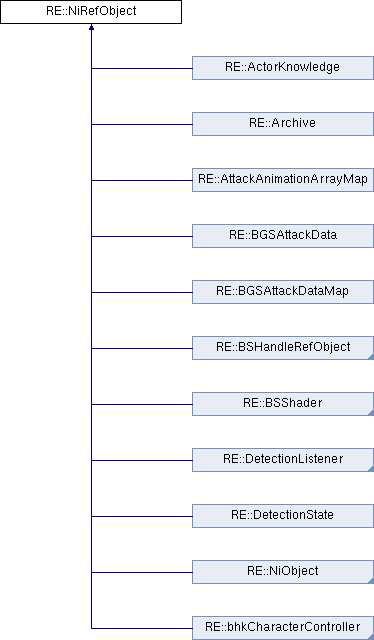 RE::NiRefObject
RE::ActorKnowledge
RE::Archive
RE::AttackAnimationArrayMap
RE::BGSAttackData
RE::BGSAttackDataMap
RE::BSHandleRefObject
RE::BSShader
RE::DetectionListener
RE::DetectionState
RE::NiObject
RE::bhkCharacterController